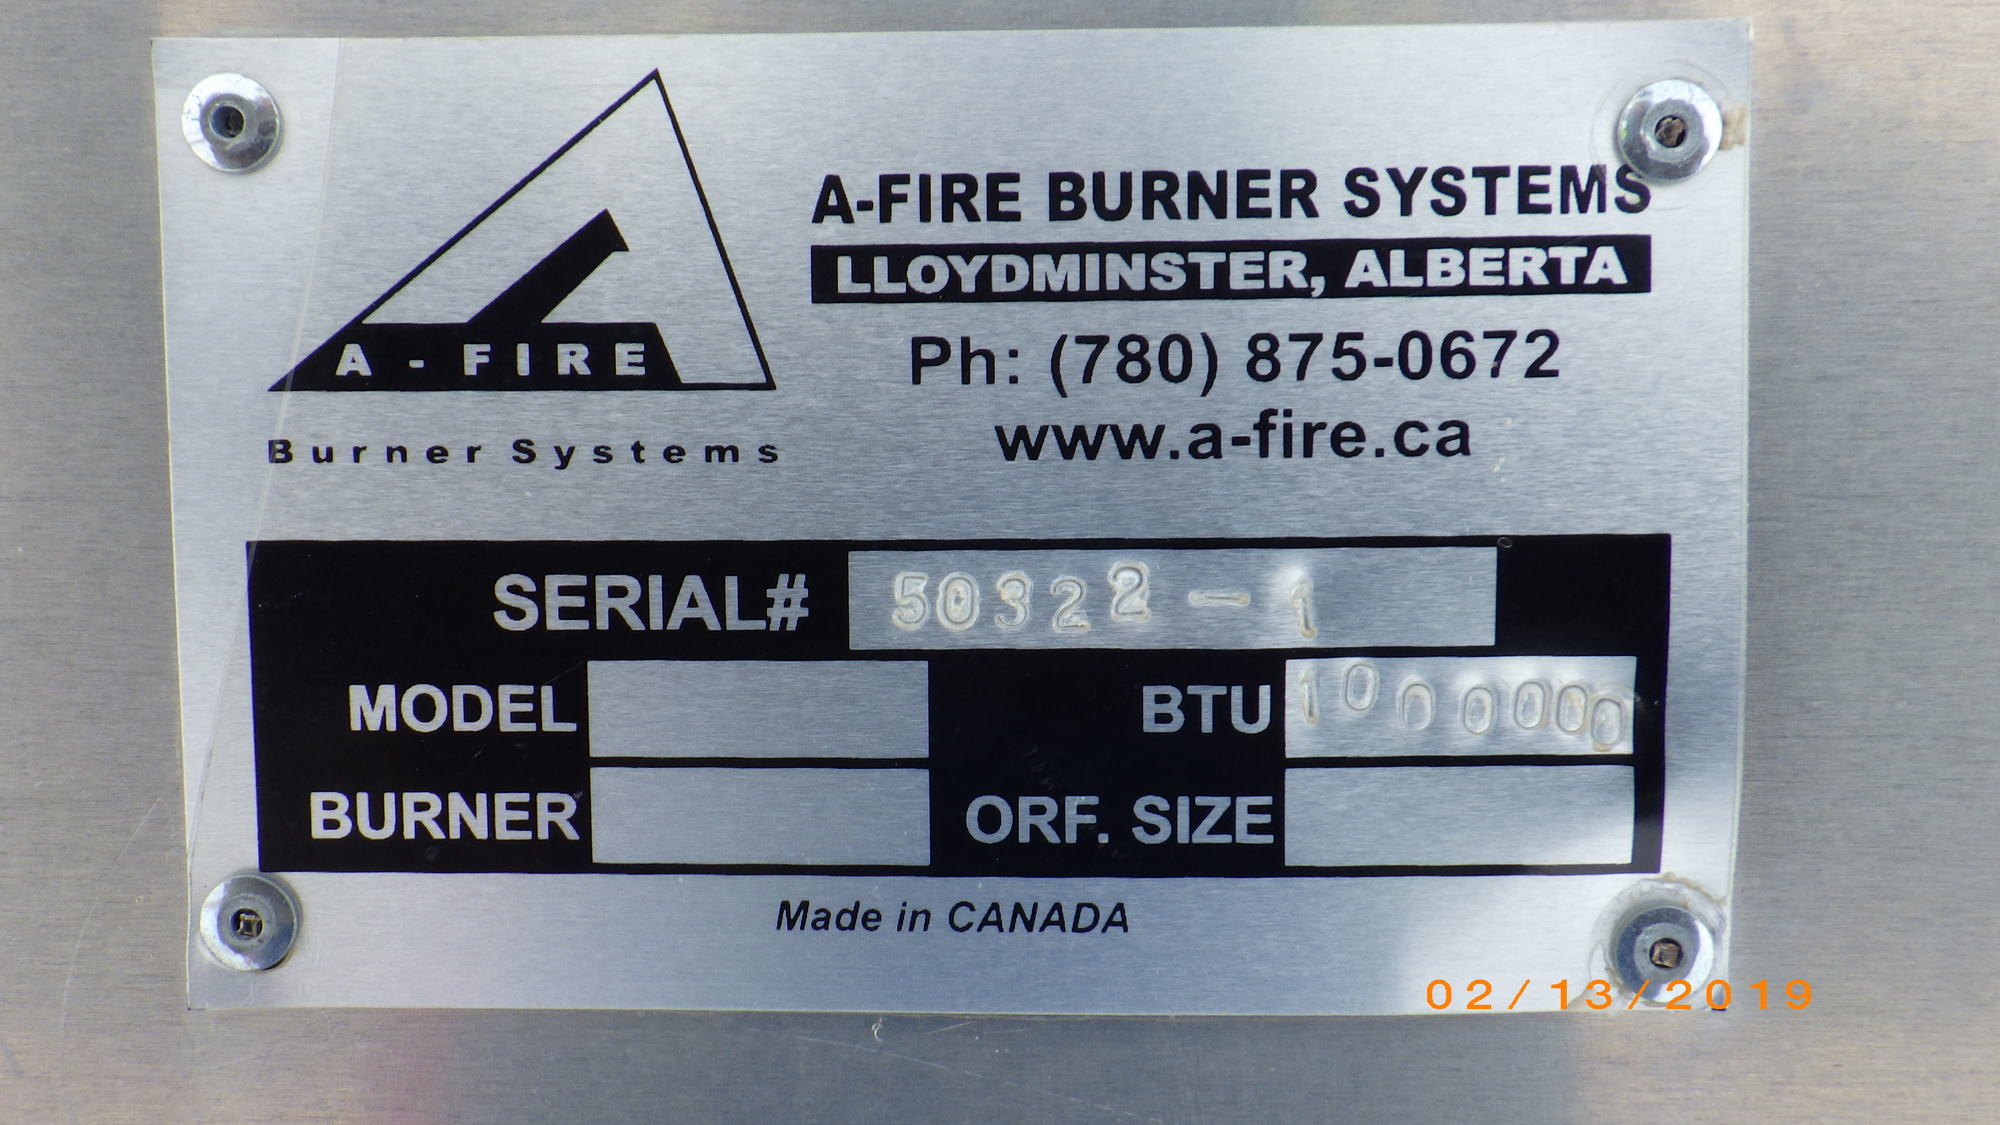 A - FIRE
Burner Systems
A-FIRE BURNER SYSTEMS
LLOYDMINSTER, ALBERTA
Ph: (780) 875-0672
www.a-fire.ca
SERIAL# 50322-1
MODEL
BTU 1000000
BURNER
ORF. SIZE
Made in CANADA
02/13/2019